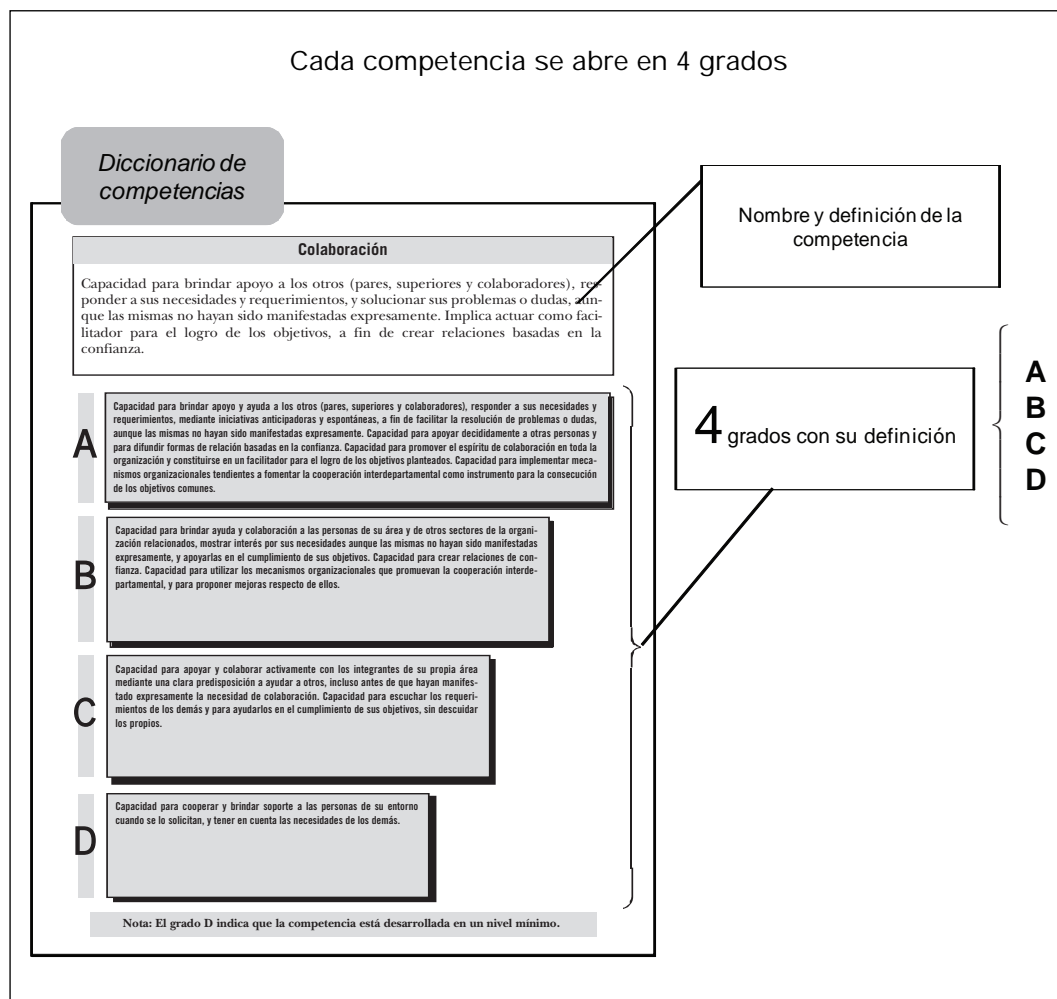 Cada competencia se abre en 4 grados
Diccionario de
competencias
Nombre y definición de la
competencia
Colaboración
Capacidad para brindar apoyo a los otros (pares, superiores y colaboradores), res-
ponder a sus necesidades y requerimientos, y solucionar sus problemas o dudas, aun-
que las mismas no hayan sido manifestadas expresamente. Implica actuar como faci-
litador para el logro de los objetivos, a fin de crear relaciones basadas en la
confianza.
A
Capacidad para brindar apoyo y ayuda a los otros (pares, superiores y colaboradores), responder a sus necesidades y
requerimientos, mediante iniciativas anticipadoras y espontáneas, a fin de facilitar la resolución de problemas o dudas,
aunque las mismas no hayan sido manifestadas expresamente. Capacidad para apoyar decididamente a otras personas y
para difundir formas de relación basadas en la confianza. Capacidad para promover el espíritu de colaboración en toda la
organización y constituirse en un facilitador para el logro de los objetivos planteados. Capacidad para implementar meca-
nismos organizacionales tendientes a fomentar la cooperación interdepartamental como instrumento para la consecución
de los objetivos comunes.
B
Capacidad para brindar ayuda y colaboración a las personas de su área y de otros sectores de la organi-
zación relacionados, mostrar interés por sus necesidades aunque las mismas no hayan sido manifestadas
expresamente, y apoyarlas en el cumplimiento de sus objetivos. Capacidad para crear relaciones de con-
fianza. Capacidad para utilizar los mecanismos organizacionales que promuevan la cooperación interde-
partamental, y para proponer mejoras respecto de ellos.
C
Capacidad para apoyar y colaborar activamente con los integrantes de su propia área
mediante una clara predisposición a ayudar a otros, incluso antes de que hayan manifes-
tado expresamente la necesidad de colaboración. Capacidad para escuchar los requeri-
mientos de los demás y para ayudarlos en el cumplimiento de sus objetivos, sin descuidar
los propios.
D
Capacidad para cooperar y brindar soporte a las personas de su entorno
cuando se lo solicitan, y tener en cuenta las necesidades de los demás.
Nota: El grado D indica que la competencia está desarrollada en un nivel mínimo.
4 grados con su definición
A
B
C
D